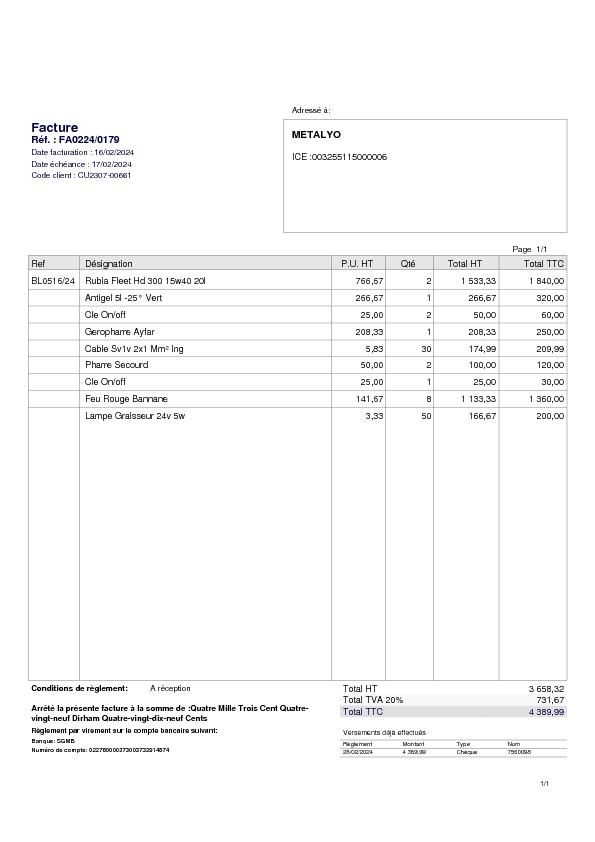 Adressé à:
Facture
Réf. : FA0224/0179
Date facturation : 16/02/2024
Date échéance : 17/02/2024
Code client : CU2307-00661
METALYO
ICE :003255115000006
Page 1/1
Ref Désignation P.U. HT Qté Total HT Total TTC
BL0516/24 Rubia Fleet Hd 300 15w40 20l 766,67 2 1 533,33 1 840,00
Antigel 5l -25° Vert 266,67 1 266,67 320,00
Cle On/off 25,00 2 50,00 60,00
Geropharre Ayfar 208,33 1 208,33 250,00
Cable Sv1v 2x1 Mm² Ing 5,83 30 174,99 209,99
Pharre Secourd 50,00 2 100,00 120,00
Cle On/off 25,00 1 25,00 30,00
Feu Rouge Bannane 141,67 8 1 133,33 1 360,00
Lampe Graisseur 24v 5w 3,33 50 166,67 200,00
Conditions de règlement: A réception
Total HT 3 658,32
Total TVA 20% 731,67
Total TTC 4 389,99
Arrêté la présente facture à la somme de :Quatre Mille Trois Cent Quatre-
vingt-neuf Dirham Quatre-vingt-dix-neuf Cents
Règlement par virement sur le compte bancaire suivant:
Banque: SGMB
Numéro de compte:
Versements déjà effectués
Règlement Montant Type Num
28/02/2024 4 389,99 Chèque 7560098
1/1